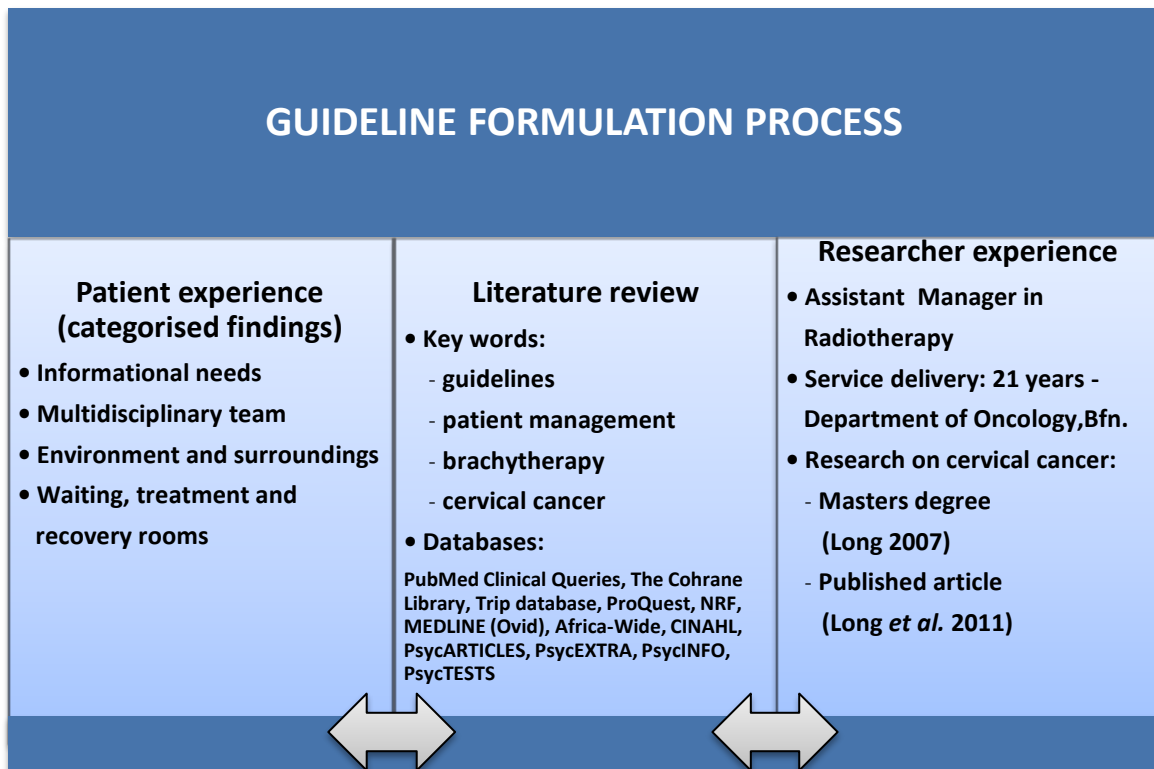 GUIDELINE FORMULATION PROCESS
Patient experience
(categorised findings)
• Informational needs
• Multidisciplinary team
• Environment and surroundings
• Waiting, treatment and
recovery rooms
Literature review
• Key words:
- guidelines
- patient management
- brachytherapy
- cervical cancer
• Databases:
PubMed Clinical Queries, The Cohrane
Library, Trip database, ProQuest, NRF,
MEDLINE (Ovid), Africa-Wide, CINAHL,
PsycARTICLES, PsycEXTRA, PsycINFO,
PsycTESTS
Researcher experience
• Assistant Manager in
Radiotherapy
• Service delivery: 21 years -
Department of Oncology,Bfn.
• Research on cervical cancer:
- Masters degree
(Long 2007)
- Published article
(Long et al. 2011)